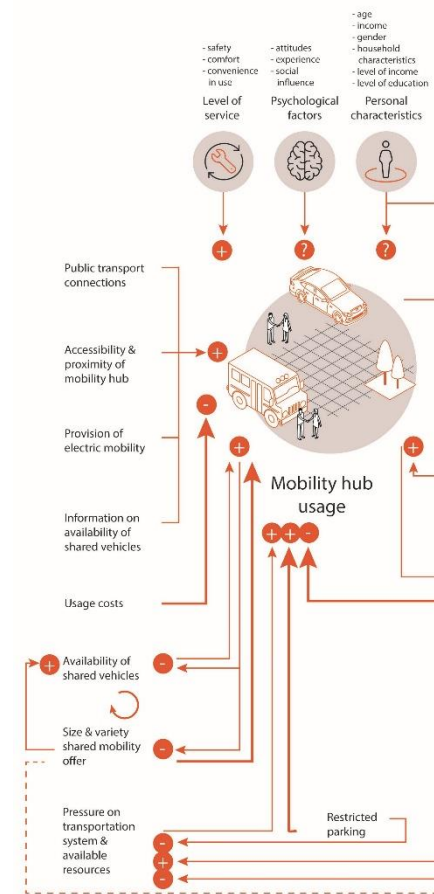 - safety
- comfort
- convenience
in use
Level of
service
- attitudes
- experience
- social
influence
Psychological
factors
- age
- income
- gender
- household
characteristics
- level of income
- level of education
Personal
characteristics
+
?
?
Public transport
connections
Accessibility &
proximity of
mobility hub
+
-
Provision of
electric mobility
+
+
Mobility hub
usage
Information on
availability of
shared vehicles
+ + -
Usage costs
+ Availability of
shared vehicles
-
Size & variety
shared mobility
offer
-
Pressure on
transportation
system &
available
resources
-
+
-
Restricted
parking